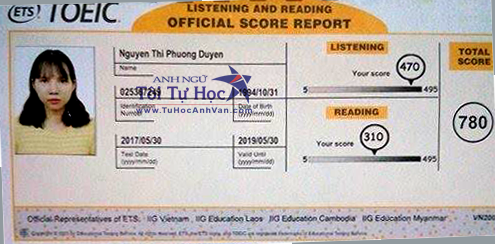 ETS TOEIC
LISTENING AND READING
OFFICIAL SCORE REPORT
Nguyen Thi Phuong Duyen
Name
1994/10/31
Identification
Number
Date of Birth
(yyyy/mm/dd)
ANH NGỮ
Tôi Tự Học
www.TuHocAnhVan.com
2017/05/30
Test Date
(yyyy/mm/dd)
2019/05/30
Valid Until
(yyyy/mm/dd)
LISTENING
Your score
470
5
495
READING
Your score
310
5
495
TOTAL
SCORE
780
Official Representatives of ETS, IIG Vietnam, IIG Education Laos, IIG Education Cambodia, IIG Education Myanmar